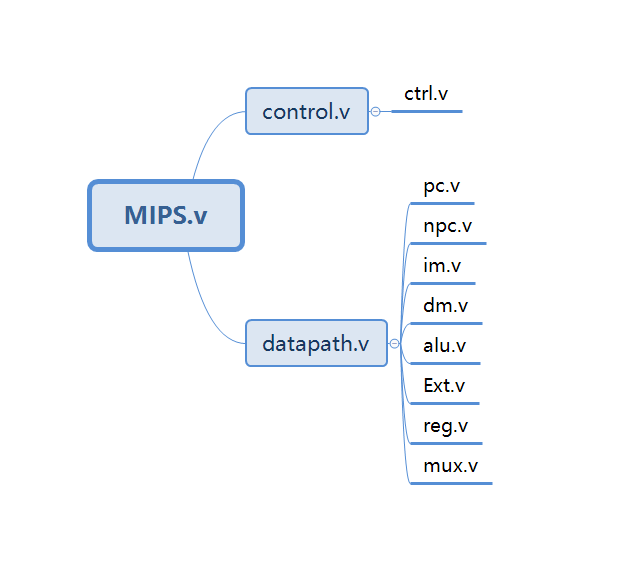 MIPS.v
control.v
ctrl.v
datapath.v
pc.v
npc.v
im.v
dm.v
alu.v
Ext.v
reg.v
mux.v